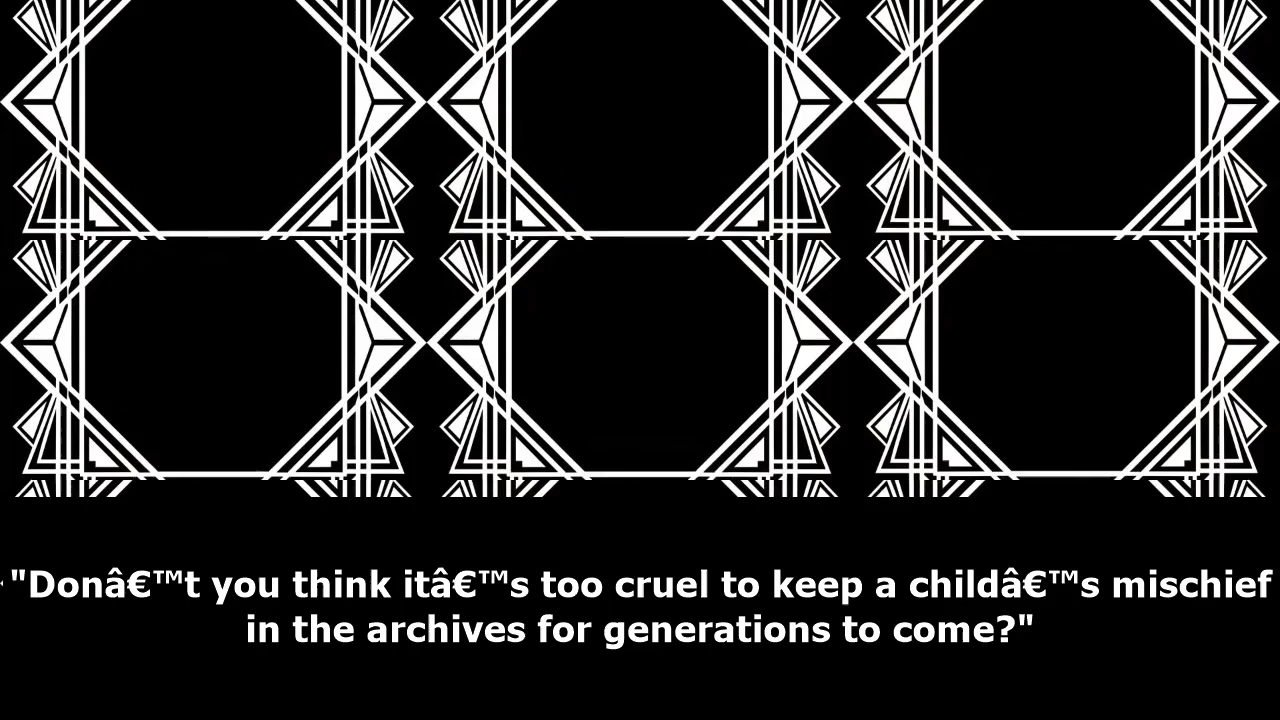 "Donâ€™t you think itâ€™s too cruel to keep a childâ€™s mischief
in the archives for generations to come?"